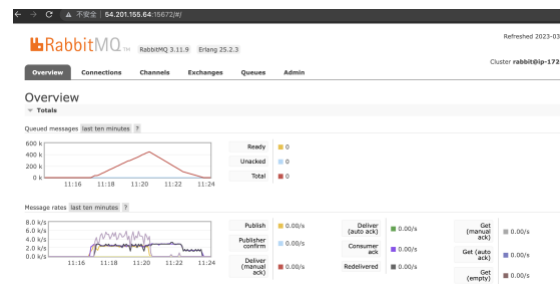 不安全 54.201.155.64:15672/#/
RabbitMQ TM RabbitMQ 3.11.9 Erlang 25.2.3
Refreshed 2023-03
Cluster rabbit@ip-172
Overview Connections Channels Exchanges Queues Admin
Overview
Totals
Queued messages last ten minutes ?
600 k
400 k
200 k
0 k
11:16 11:18 11:20 11:22 11:24
Ready 0
Unacked 0
Total 0
Message rates last ten minutes ?
8.0 k/s
6.0 k/s
4.0 k/s
2.0 k/s
0.0 k/s
11:16 11:18 11:20 11:22 11:24
Publish 0.00/s
Publisher confirm 0.00/s
Deliver (manual ack) 0.00/s
Deliver (auto ack) 0.00/s
Consumer ack 0.00/s
Redelivered 0.00/s
Get (manual ack) 0.00/s
Get (auto ack) 0.00/s
Get (empty) 0.00/s